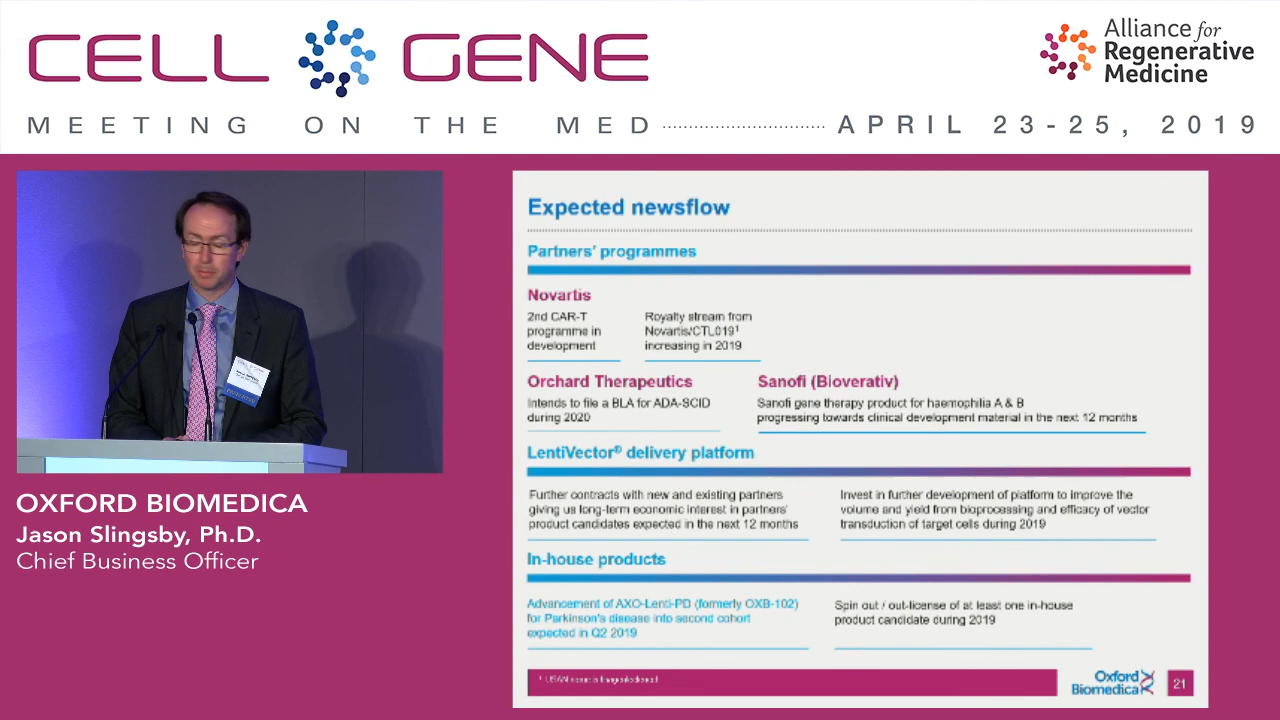 CELL GENE
MEETING ON THE MED
APRIL 23-25, 2019
Alliance for
Regenerative
Medicine
OXFORD BIOMEDICA
Jason Slingsby, Ph.D.
Chief Business Officer
Expected newsflow
Partners' programmes
Novartis
2nd CAR-T
programme in
development
Royalty stream from
Novartis/CTL019¹
increasing in 2019
Orchard Therapeutics
Intends to file a BLA for ADA-SCID
during 2020
Sanofi (Bioverativ)
Sanofi gene therapy product for haemophilia A & B
progressing towards clinical development material in the next 12 months
LentiVector® delivery platform
Further contracts with new and existing partners
giving us long-term economic interest in partners'
product candidates expected in the next 12 months
Invest in further development of platform to improve the
volume and yield from bioprocessing and efficacy of vector
transduction of target cells during 2019
In-house products
Advancement of AXO-Lenti-PD (formerly OXB-102)
for Parkinson's disease into second cohort
expected in Q2 2019
Spin out / out-license of at least one in-house
product candidate during 2019
¹ USAN name is
Oxford
Biomedica
21